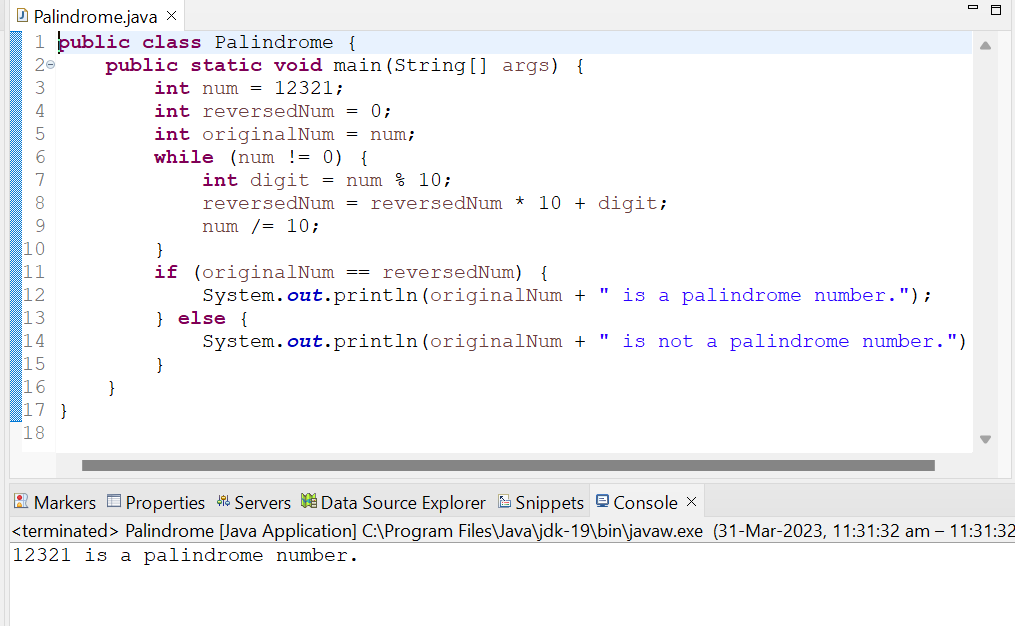 Palindrome.java
1 public class Palindrome {
2 public static void main(String[] args) {
3 int num = 12321;
4 int reversedNum = 0;
5 int originalNum = num;
6 while (num != 0) {
7 int digit = num % 10;
8 reversedNum = reversedNum * 10 + digit;
9 num /= 10;
10 }
11 if (originalNum == reversedNum) {
12 System.out.println(originalNum + " is a palindrome number.");
13 } else {
14 System.out.println(originalNum + " is not a palindrome number.")
15 }
16 }
17 }
18
Markers Properties Servers Data Source Explorer Snippets Console
<terminated> Palindrome [Java Application] C:\Program Files\Java\jdk-19\bin\javaw.exe (31-Mar-2023, 11:31:32 am – 11:31:32
12321 is a palindrome number.